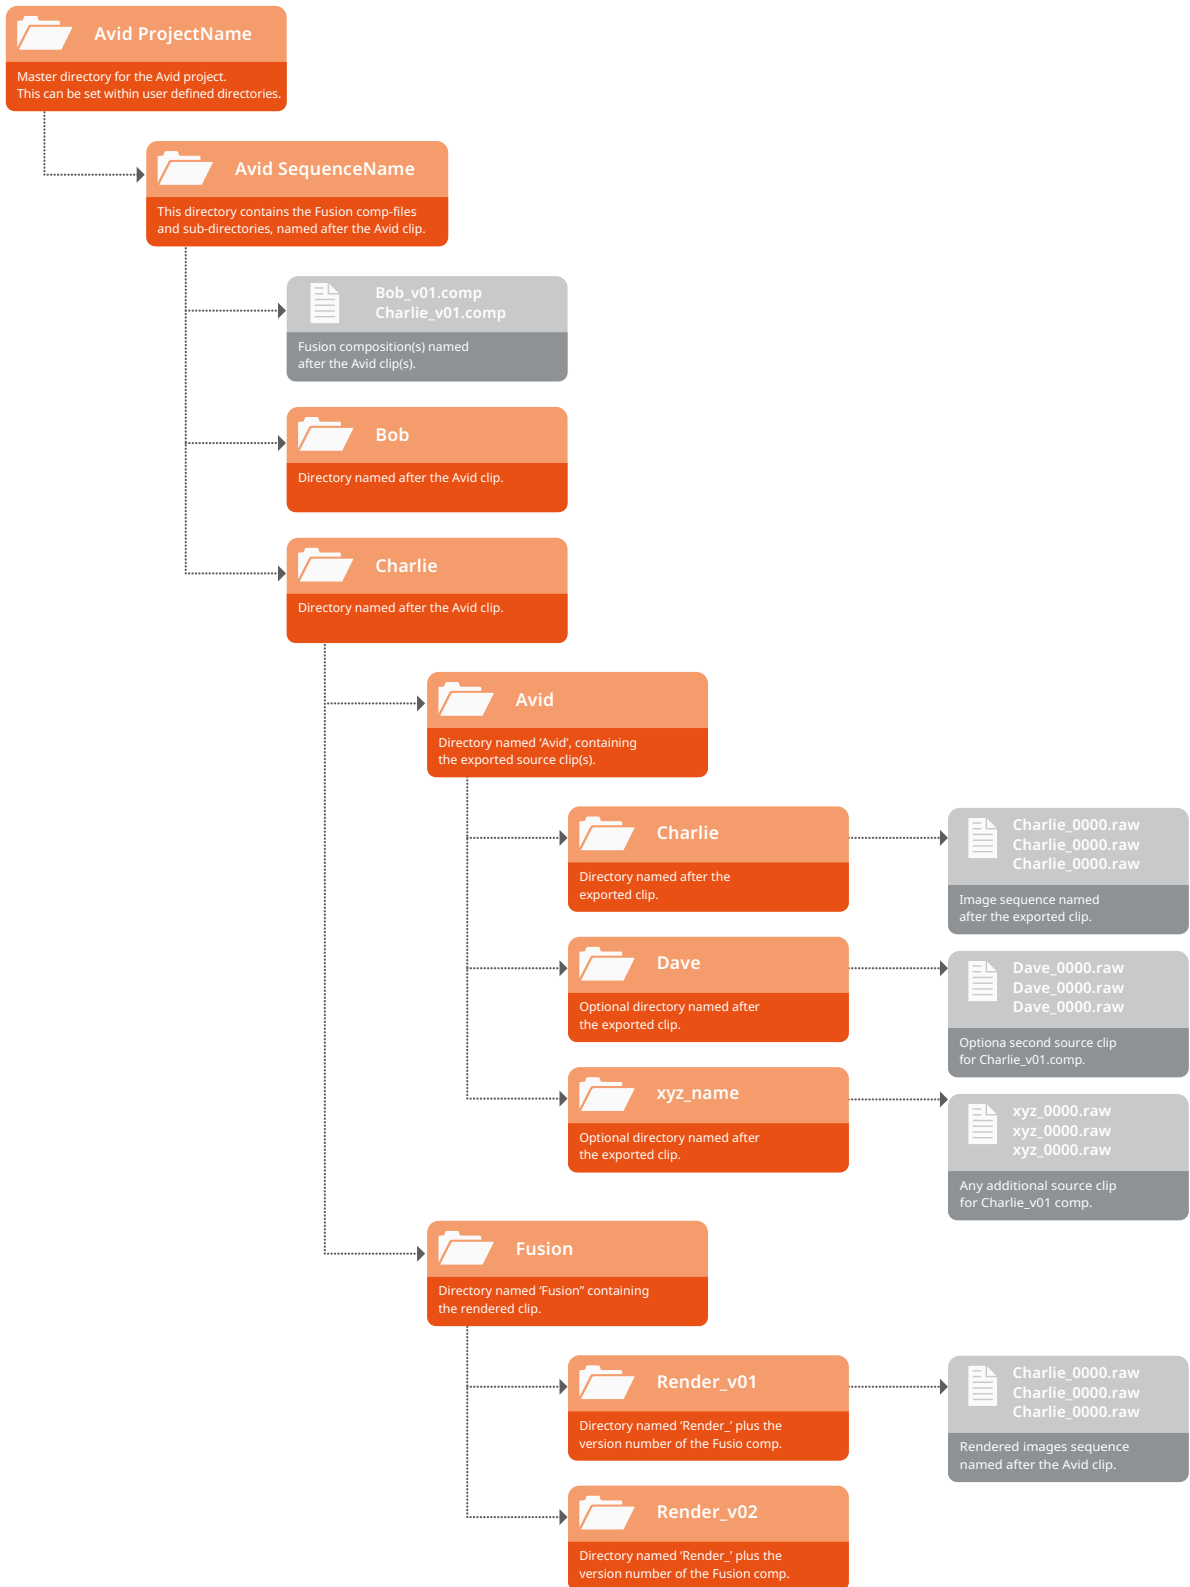 Avid ProjectName
Master directory for the Avid project.
This can be set within user defined directories.
Avid SequenceName
This directory contains the Fusion comp-files
and sub-directories, named after the Avid clip.
Bob_v01.comp
Charlie_v01.comp
Fusion composition(s) named
after the Avid clip(s).
Bob
Directory named after the Avid clip.
Charlie
Directory named after the Avid clip.
Avid
Directory named ‘Avid’, containing
the exported source clip(s).
Charlie
Directory named after the
exported clip.
Charlie_0000.raw
Charlie_0000.raw
Charlie_0000.raw
Image sequence named
after the exported clip.
Dave
Optional directory named after
the exported clip.
Dave_0000.raw
Dave_0000.raw
Dave_0000.raw
Optiona second source clip
for Charlie_v01.comp.
xyz_name
Optional directory named after
the exported clip.
xyz_0000.raw
xyz_0000.raw
xyz_0000.raw
Any additional source clip
for Charlie_v01 comp.
Fusion
Directory named ‘Fusion” containing
the rendered clip.
Render_v01
Directory named ‘Render_’ plus the
version number of the Fusio comp.
Charlie_0000.raw
Charlie_0000.raw
Charlie_0000.raw
Rendered images sequence
named after the Avid clip.
Render_v02
Directory named ‘Render_’ plus the
version number of the Fusion comp.